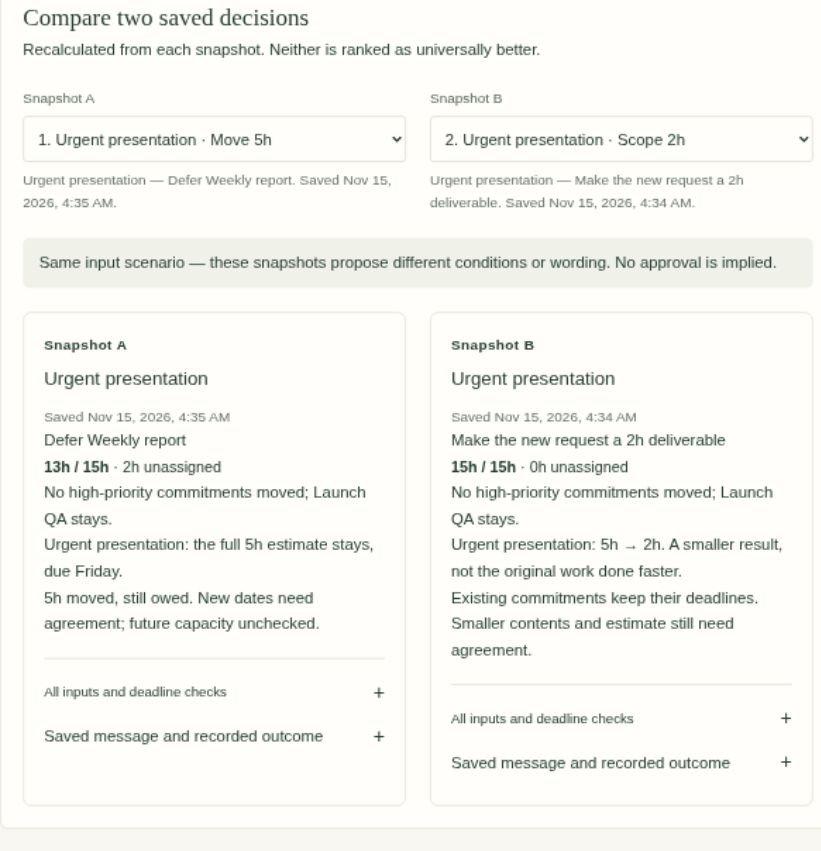 Compare two saved decisions
Recalculated from each snapshot. Neither is ranked as universally better.
Snapshot A
1. Urgent presentation · Move 5h
Urgent presentation — Defer Weekly report. Saved Nov 15,
2026, 4:35 AM.
Snapshot B
2. Urgent presentation · Scope 2h
Urgent presentation — Make the new request a 2h
deliverable. Saved Nov 15, 2026, 4:34 AM.
Same input scenario — these snapshots propose different conditions or wording. No approval is implied.
Snapshot A
Urgent presentation
Saved Nov 15, 2026, 4:35 AM
Defer Weekly report
13h / 15h · 2h unassigned
No high-priority commitments moved; Launch
QA stays.
Urgent presentation: the full 5h estimate stays,
due Friday.
5h moved, still owed. New dates need
agreement; future capacity unchecked.
All inputs and deadline checks +
Saved message and recorded outcome +
Snapshot B
Urgent presentation
Saved Nov 15, 2026, 4:34 AM
Make the new request a 2h deliverable
15h / 15h · 0h unassigned
No high-priority commitments moved; Launch
QA stays.
Urgent presentation: 5h → 2h. A smaller result,
not the original work done faster.
Existing commitments keep their deadlines.
Smaller contents and estimate still need
agreement.
All inputs and deadline checks +
Saved message and recorded outcome +